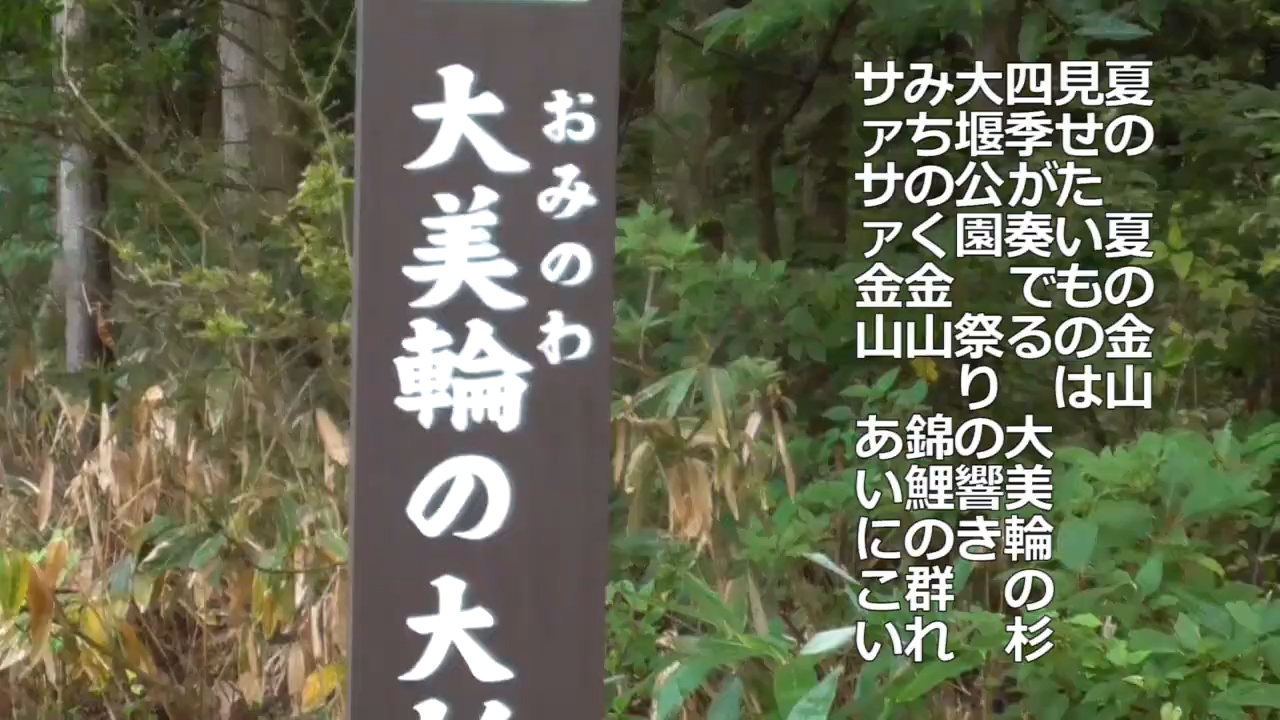 夏の　夏の金山
見せたいものは
四季が奏でる　大美輪の杉
大堰公園　祭りの響き
みちのく金山　錦鯉の群れ
サァサァ金山　あいにこい
おみのわ
大美輪の大